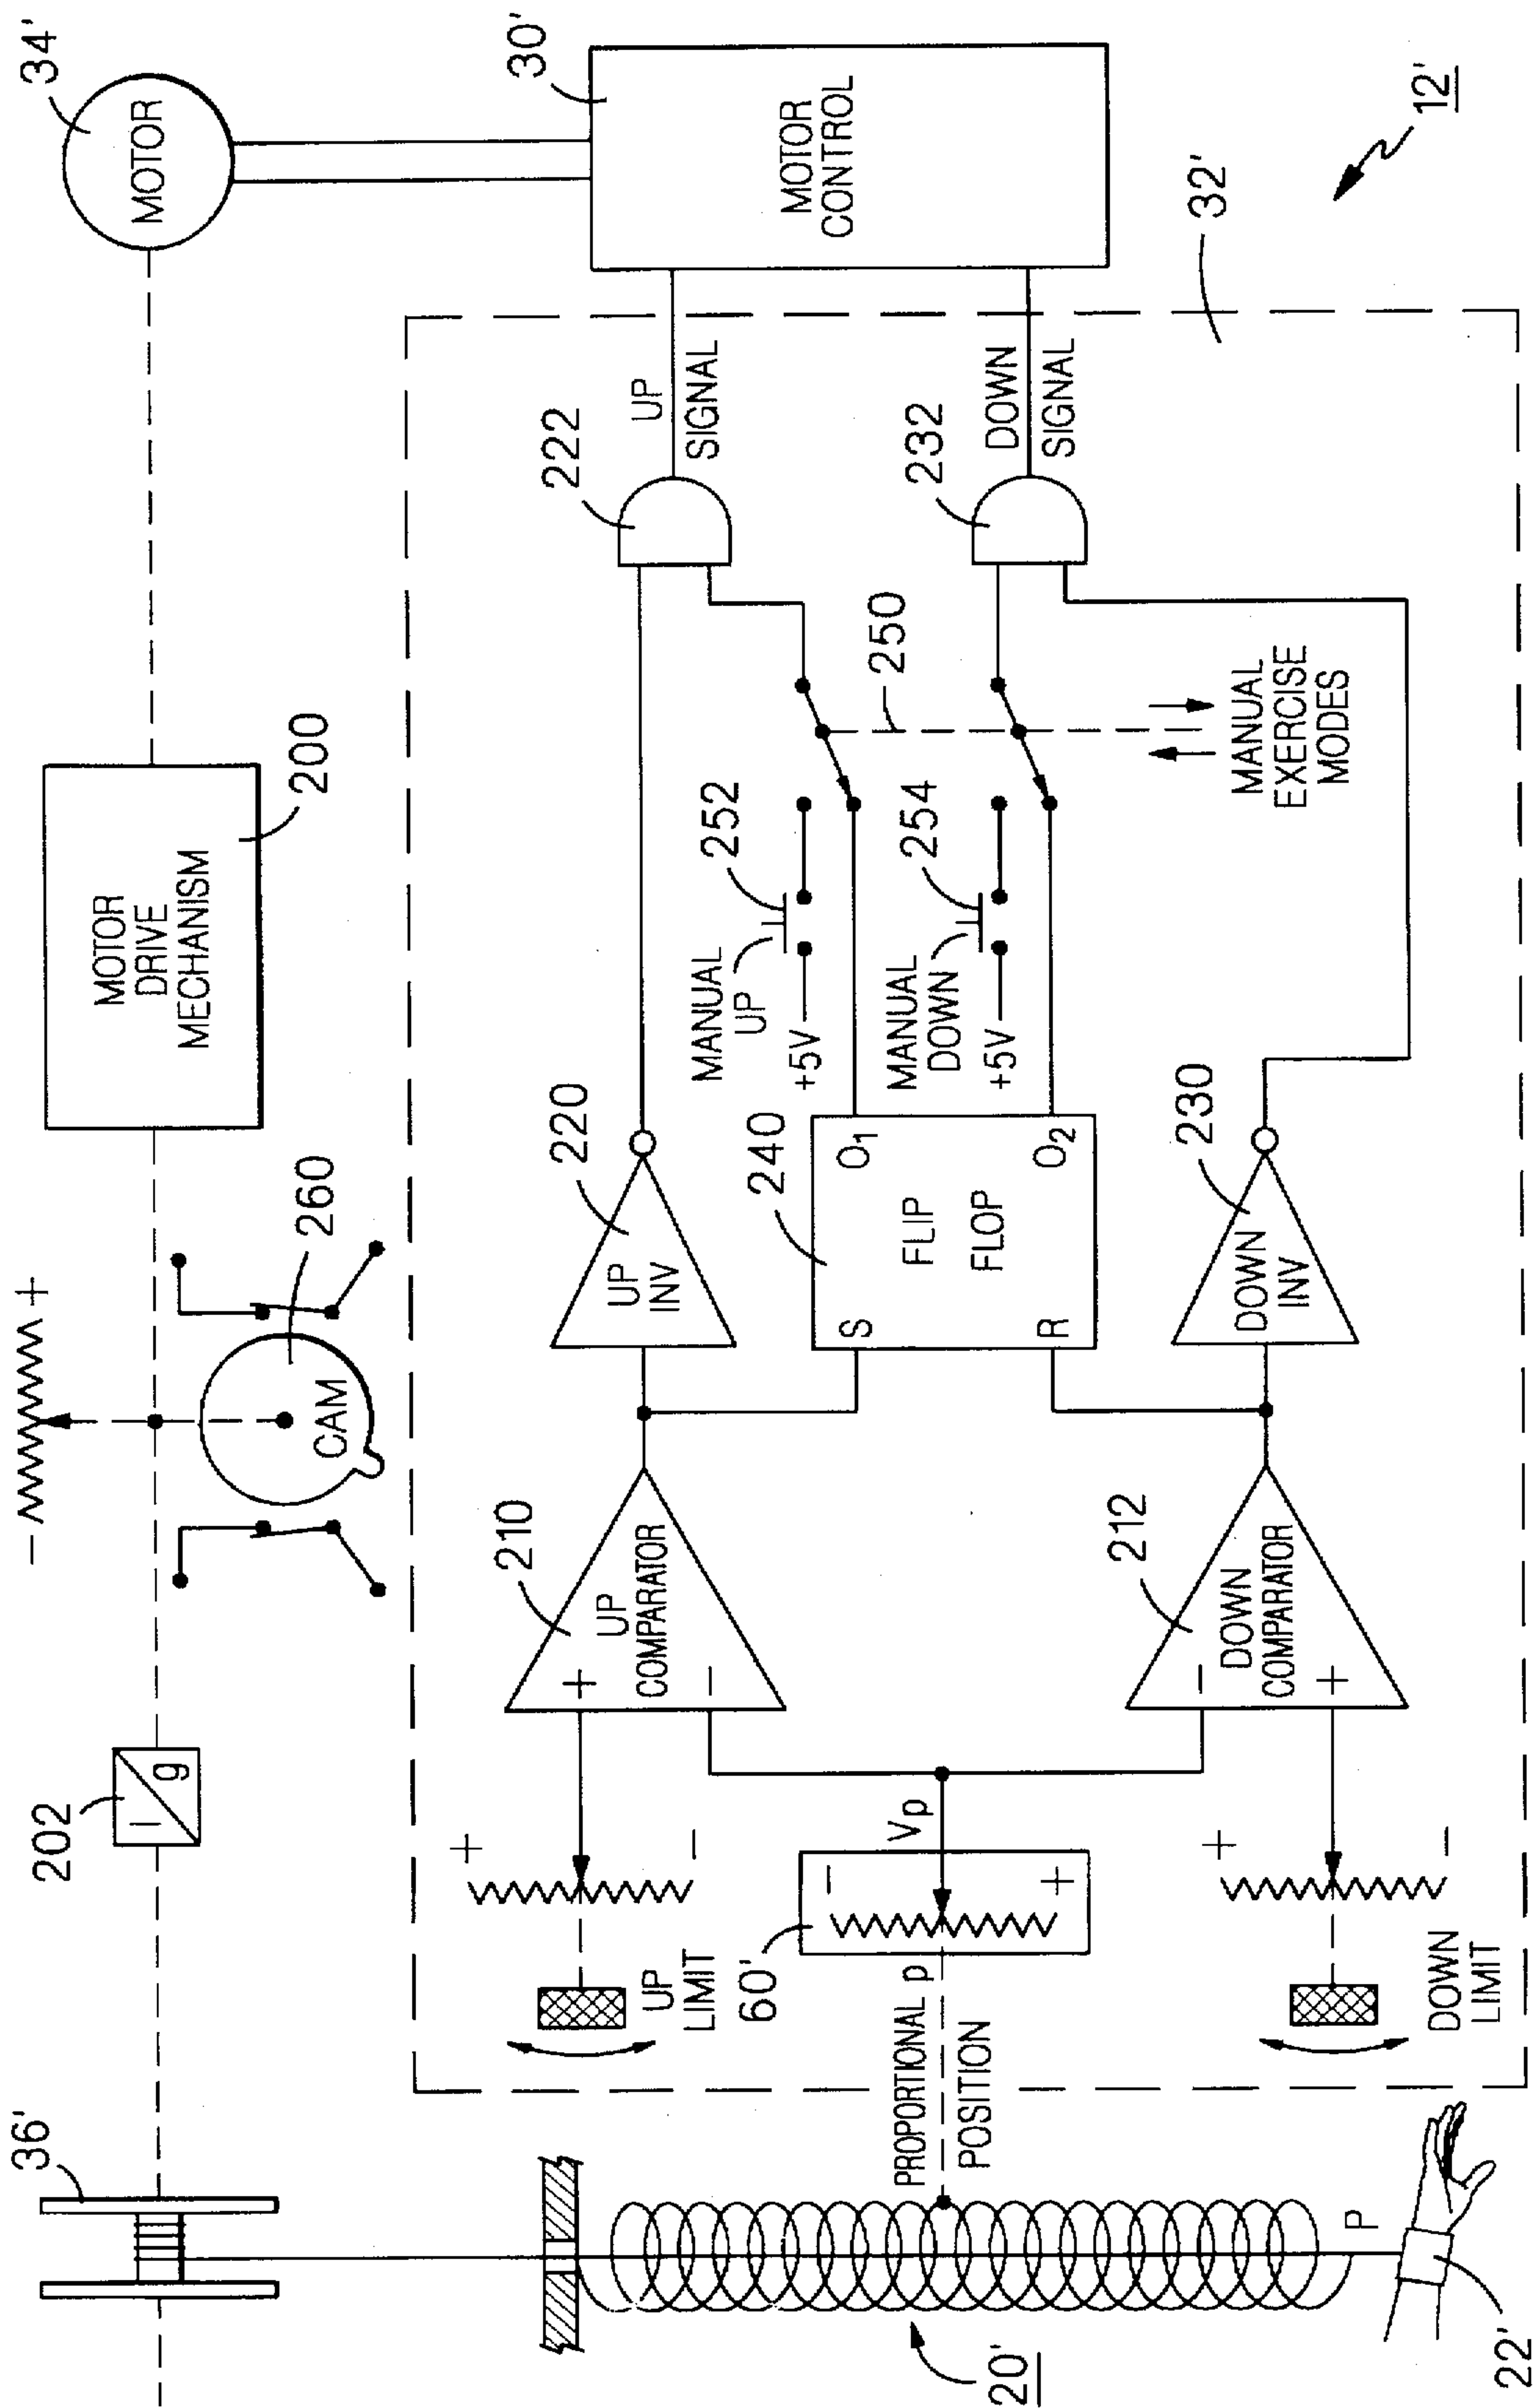 36'
202
l
g
− +
CAM
260
MOTOR
DRIVE
MECHANISM
200
MOTOR
34'
MOTOR
CONTROL
30'
12'
32'
20'
P
22'
PROPORTIONAL p
POSITION
60'
−
+
Vp
UP
LIMIT
+
−
DOWN
LIMIT
+
−
210
+
UP
COMPARATOR
−
212
−
DOWN
COMPARATOR
+
220
UP
INV
240
S
R
FLIP
FLOP
O1
O2
230
DOWN
INV
MANUAL
UP
+5V
252
MANUAL
DOWN
+5V
254
250
MANUAL
EXERCISE
MODES
222
232
UP
SIGNAL
DOWN
SIGNAL